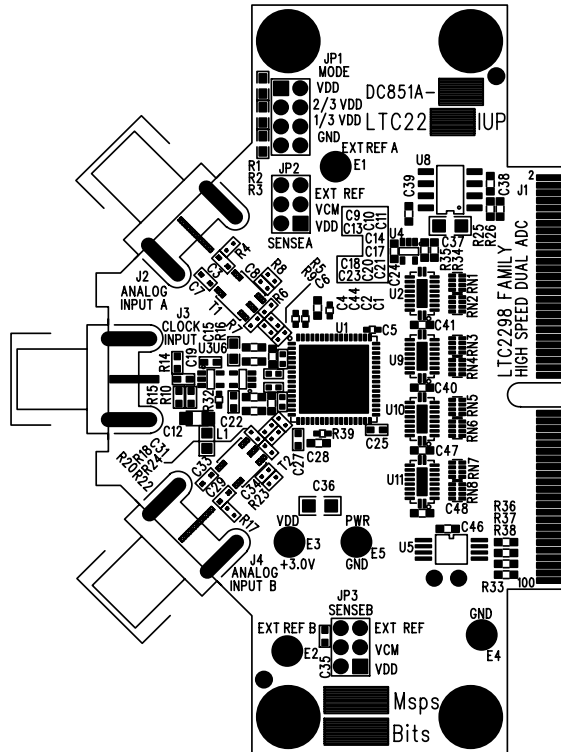 JP1
MODE
VDD
2/3 VDD
1/3 VDD
GND
R1
R2
R3
DC851A-
LTC22
IUP
EXT REF A
E1
JP2
EXT REF
VCM
VDD
SENSEA
U8
C39
C38
J1
2
C9
C13
C10
C11
C14
C17
C18
C23
C20
C21
U4
C24
C37
R25
R26
R35
R34
LTC2298 FAMILY
HIGH SPEED DUAL ADC
J2
ANALOG
INPUT A
R4
C3
C7
T1
C8
R8
R6
C6
C4
C44
C2
C1
U2
RN1
RN2
C41
J3
CLOCK
INPUT
C15
R16
U3
U6
C19
R14
R15
R10
R32
C12
C22
L1
U1
C5
R39
C25
C27
C28
U9
RN4
RN3
C40
U10
RN5
RN6
C47
U11
RN7
RN8
C48
C31
R18
R24
R20
R22
C33
C29
C34
R23
T2
R17
C36
VDD
E3
+3.0V
PWR
E5
GND
C46
U5
R36
R37
R38
R33
100
J4
ANALOG
INPUT B
JP3
SENSEB
EXT REF B
E2
C35
EXT REF
VCM
VDD
GND
E4
Msps
Bits